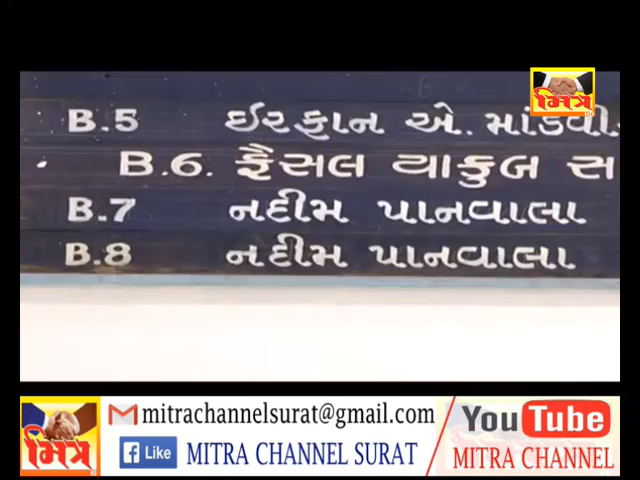 મિત્ર
B.5 ઈરફાન એ. માંડવી
B.6. ફૈસલ યાકુબ સ
B.7 નદીમ પાનવાલા
B.8 નદીમ પાનવાલા
મિત્ર
mitrachannelsurat@gmail.com
f Like MITRA CHANNEL SURAT
YouTube
MITRA CHANNEL